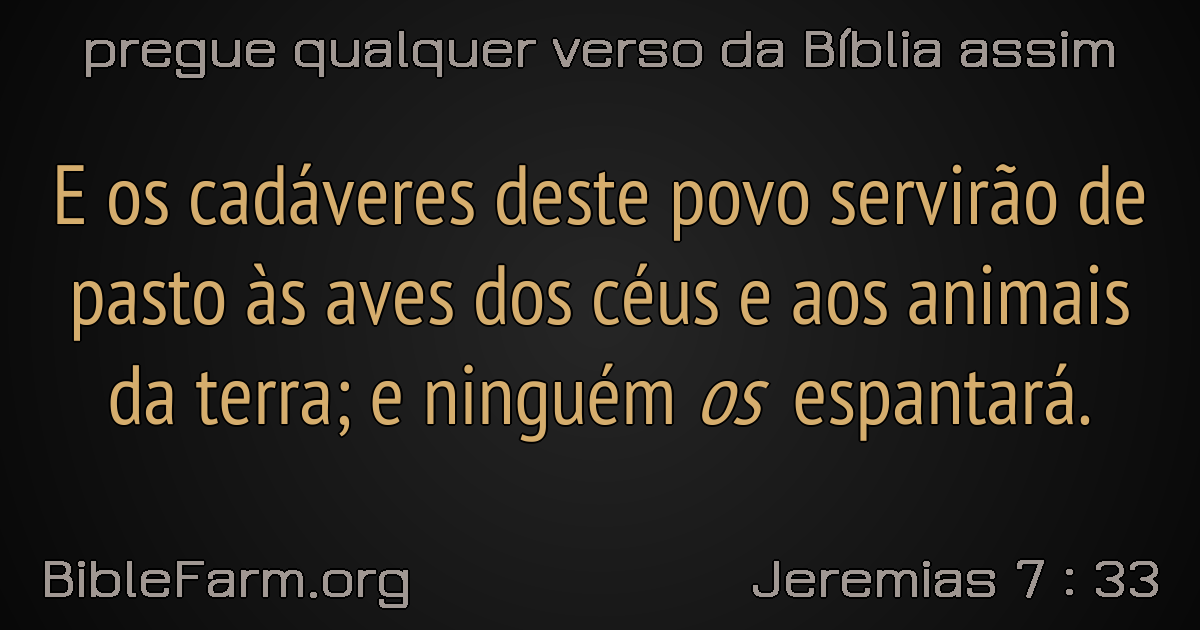 pregue qualquer verso da Bíblia assim
E os cadáveres deste povo servirão de
pasto às aves dos céus e aos animais
da terra; e ninguém os espantará.
BibleFarm.org
Jeremias 7 : 33